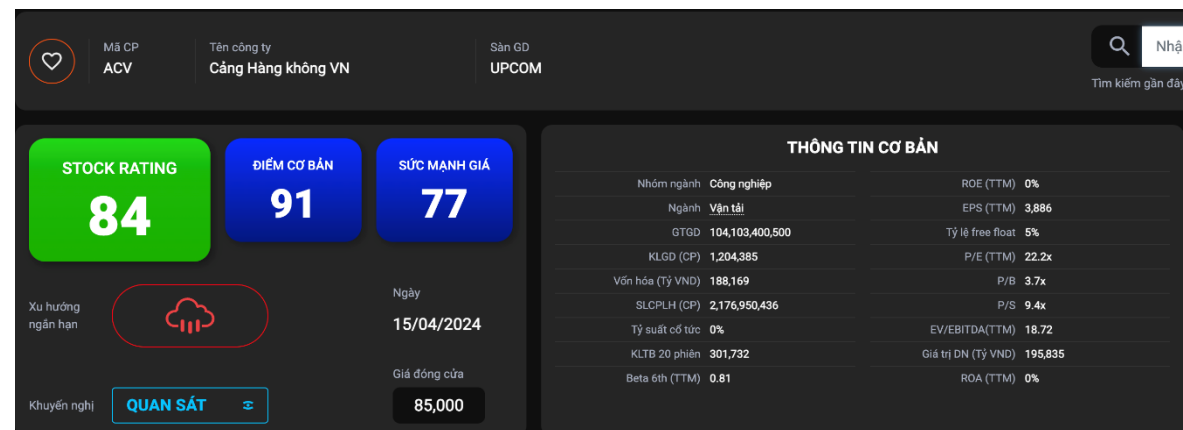 Mã CP
ACV
Tên công ty
Cảng Hàng không VN
Sàn GD
UPCOM
Nhậ
Tìm kiếm gần đây
STOCK RATING
84
ĐIỂM CƠ BẢN
91
SỨC MẠNH GIÁ
77
Xu hướng
ngắn hạn
Ngày
15/04/2024
Khuyến nghị
QUAN SÁT
Giá đóng cửa
85,000
THÔNG TIN CƠ BẢN
Nhóm ngành Công nghiệp
ROE (TTM) 0%
Ngành Vận tải
EPS (TTM) 3,886
GTGD 104,103,400,500
Tỷ lệ free float 5%
KLGD (CP) 1,204,385
P/E (TTM) 22.2x
Vốn hóa (Tỷ VND) 188,169
P/B 3.7x
SLCPLH (CP) 2,176,950,436
P/S 9.4x
Tỷ suất cổ tức 0%
EV/EBITDA(TTM) 18.72
KLTB 20 phiên 301,732
Giá trị DN (Tỷ VND) 195,835
Beta 6th (TTM) 0.81
ROA (TTM) 0%